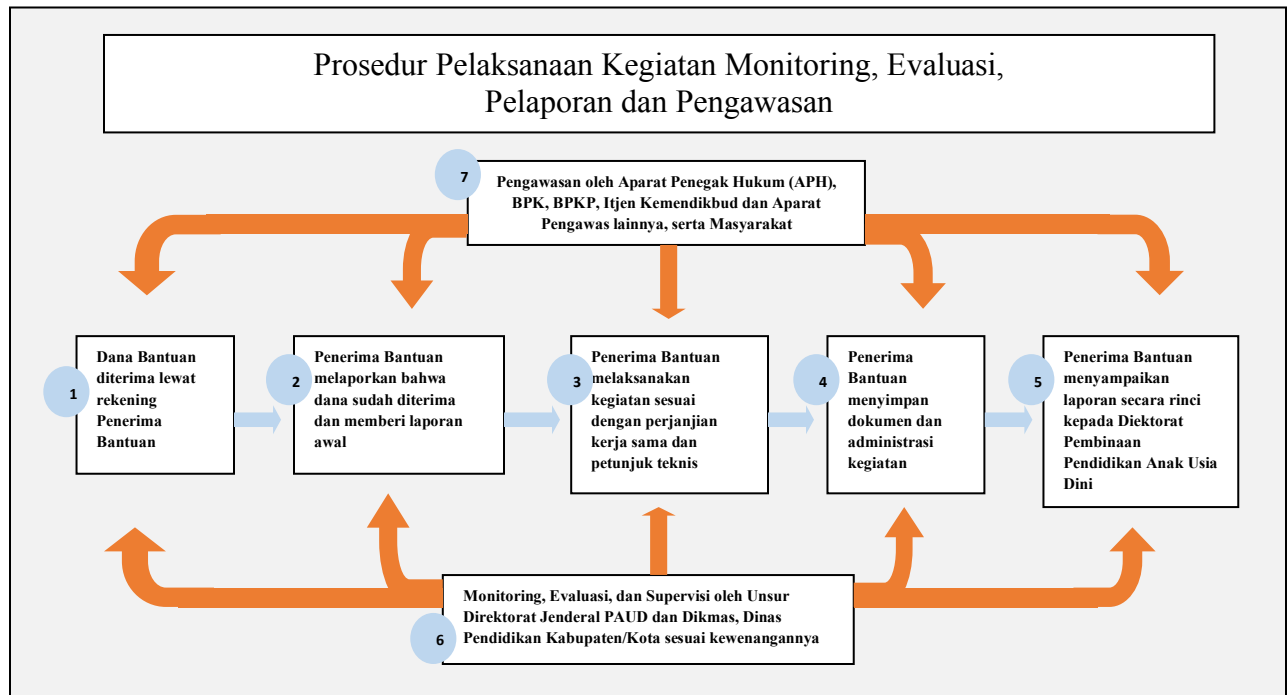 Prosedur Pelaksanaan Kegiatan Monitoring, Evaluasi,
Pelaporan dan Pengawasan
7
Pengawasan oleh Aparat Penegak Hukum (APH),
BPK, BPKP, Itjen Kemendikbud dan Aparat
Pengawas lainnya, serta Masyarakat
1
Dana Bantuan
diterima lewat
rekening
Penerima
Bantuan
2
Penerima Bantuan
melaporkan bahwa
dana sudah diterima
dan memberi laporan
awal
3
Penerima Bantuan
melaksanakan
kegiatan sesuai
dengan perjanjian
kerja sama dan
petunjuk teknis
4
Penerima
Bantuan
menyimpan
dokumen dan
administrasi
kegiatan
5
Penerima Bantuan
menyampaikan
laporan secara rinci
kepada Diektorat
Pembinaan
Pendidikan Anak Usia
Dini
6
Monitoring, Evaluasi, dan Supervisi oleh Unsur
Direktorat Jenderal PAUD dan Dikmas, Dinas
Pendidikan Kabupaten/Kota sesuai kewenangannya